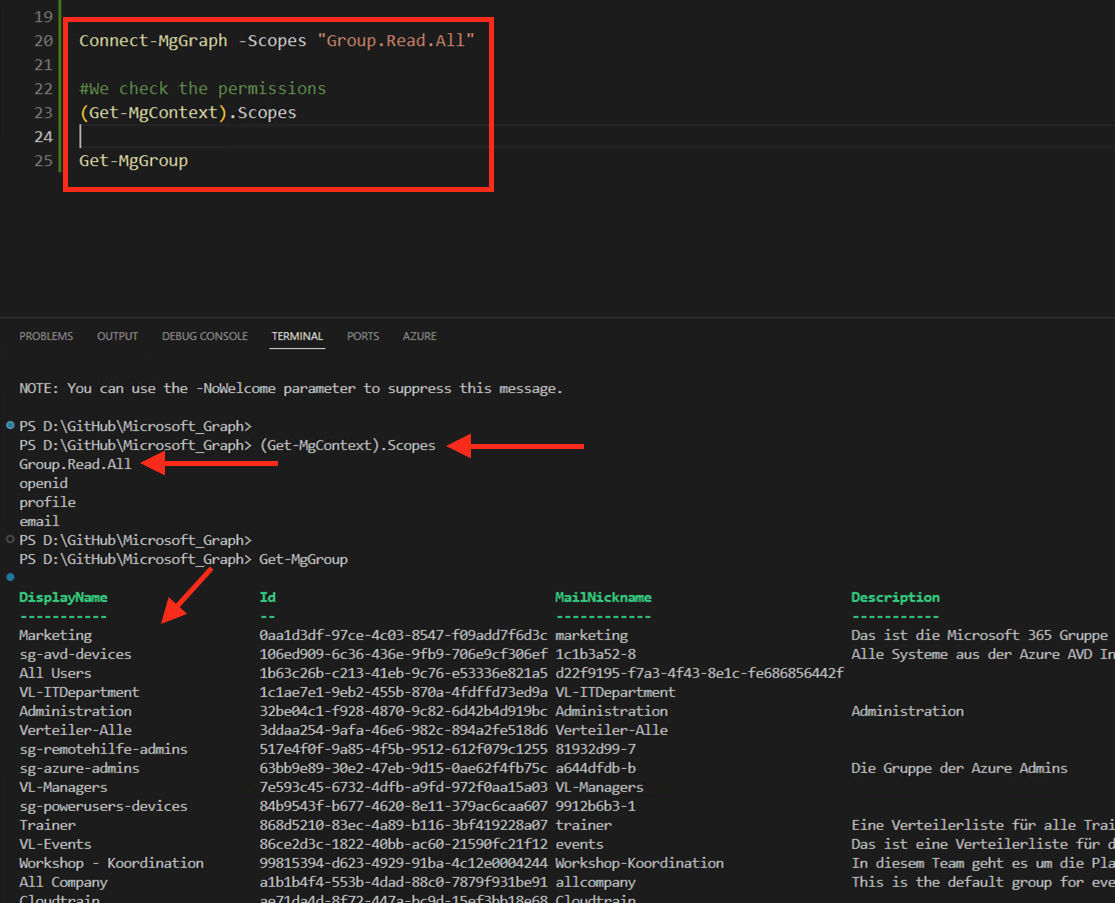 19
20 Connect-MgGraph -Scopes "Group.Read.All"
21
22 #We check the permissions
23 (Get-MgContext).Scopes
24
25 Get-MgGroup
PROBLEMS OUTPUT DEBUG CONSOLE TERMINAL PORTS AZURE
NOTE: You can use the -NoWelcome parameter to suppress this message.
PS D:\GitHub\Microsoft_Graph>
PS D:\GitHub\Microsoft_Graph> (Get-MgContext).Scopes
Group.Read.All
openid
profile
email
PS D:\GitHub\Microsoft_Graph>
PS D:\GitHub\Microsoft_Graph> Get-MgGroup
DisplayName Id MailNickname Description
----------- -- ------------ -----------
Marketing 0aa1d3df-97ce-4c03-8547-f09add7f6d3c marketing Das ist die Microsoft 365 Gruppe
sg-avd-devices 106ed909-6c36-436e-9fb9-706e9cf306ef 1c1b3a52-8 Alle Systeme aus der Azure AVD In
All Users 1b63c26b-c213-41eb-9c76-e53336e821a5 d22f9195-f7a3-4f43-8e1c-fe686856442f
VL-ITDepartment 1c1ae7e1-9eb2-455b-870a-4fdffd73ed9a VL-ITDepartment
Administration 32be04c1-f928-4870-9c82-6d42b4d919bc Administration Administration
Verteiler-Alle 3ddaa254-9afa-46e6-982c-894a2fe518d6 Verteiler-Alle
sg-remotehilfe-admins 517e4f0f-9a85-4f5b-9512-612f079c1255 81932d99-7
sg-azure-admins 63bb9e89-30e2-47eb-9d15-0ae62f4fb75c a644dfdb-b Die Gruppe der Azure Admins
VL-Managers 7e593c45-6732-4dfb-a9fd-972f0aa15a03 VL-Managers
sg-powerusers-devices 84b9543f-b677-4620-8e11-379ac6caa607 9912b6b3-1
Trainer 868d5210-83ec-4a89-b116-3bf419228a07 trainer Eine Verteilerliste für alle Trai
VL-Events 86ce2d3c-1822-40bb-ac60-21590fc21f12 events Das ist eine Verteilerliste für d
Workshop - Koordination 99815394-d623-4929-91ba-4c12e0004244 Workshop-Koordination In diesem Team geht es um die Pla
All Company a1b1b4f4-553b-4dad-88c0-7879f931be91 allcompany This is the default group for eve
Cloudtrain ae71da4d-8f72-447a-bc9d-15ef3bb18e68 Cloudtrain